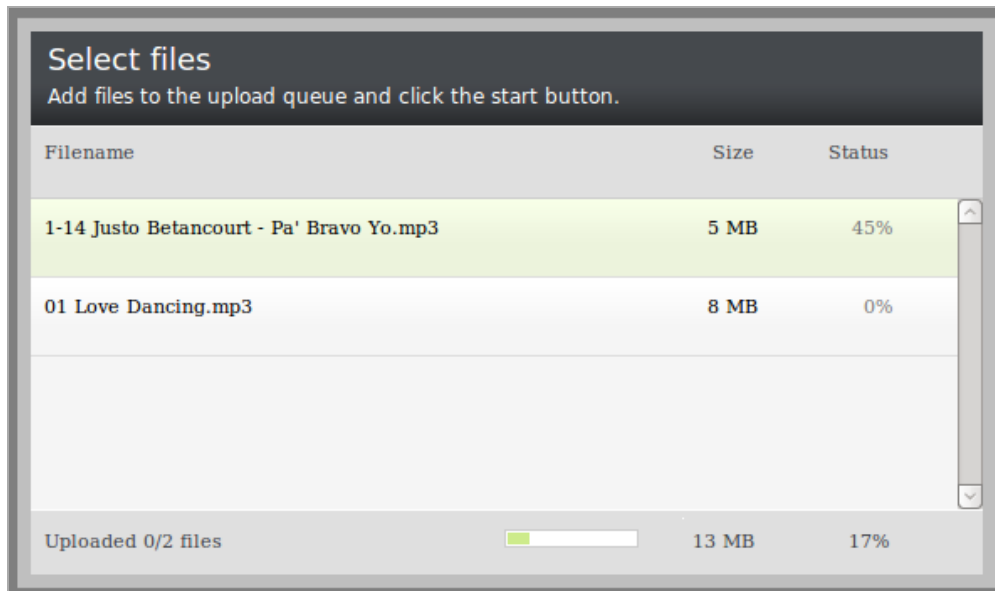 Select files
Add files to the upload queue and click the start button.
Filename Size Status
1-14 Justo Betancourt - Pa' Bravo Yo.mp3 5 MB 45%
01 Love Dancing.mp3 8 MB 0%
Uploaded 0/2 files 13 MB 17%